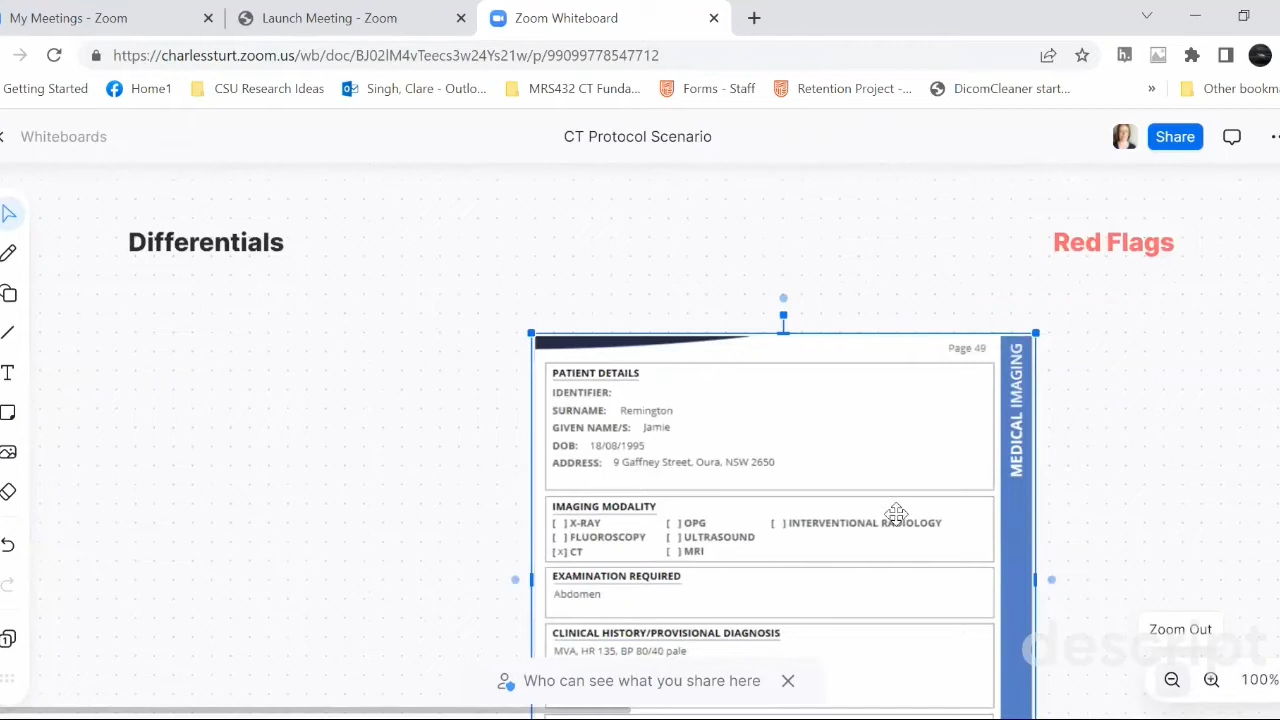 My Meetings - Zoom
Launch Meeting - Zoom
Zoom Whiteboard
https://charlessturt.zoom.us/wb/doc/BJ02lM4vTeecs3w24Ys21w/p/99099778547712
Getting Started
Home1
CSU Research Ideas
Singh, Clare - Outlo...
MRS432 CT Funda...
Forms - Staff
Retention Project -...
DicomCleaner start...
»
Other bookm
Whiteboards
CT Protocol Scenario
Share
Differentials
Red Flags
Page 49
MEDICAL IMAGING
PATIENT DETAILS
IDENTIFIER:
SURNAME: Remington
GIVEN NAME/S: Jamie
DOB: 18/08/1995
ADDRESS: 9 Gaffney Street, Oura, NSW 2650
IMAGING MODALITY
[ ] X-RAY [ ] OPG [ ] INTERVENTIONAL RADIOLOGY
[ ] FLUOROSCOPY [ ] ULTRASOUND
[x] CT [ ] MRI
EXAMINATION REQUIRED
Abdomen
CLINICAL HISTORY/PROVISIONAL DIAGNOSIS
MVA, HR 135, BP 80/40 pale
Zoom Out
descript
Who can see what you share here
100%